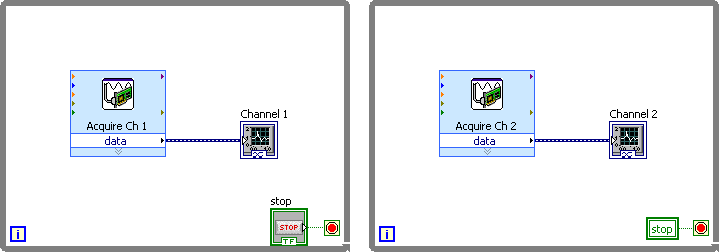 Acquire Ch 1
data
Channel 1
stop
STOP
TF
i
Acquire Ch 2
data
Channel 2
stop
i